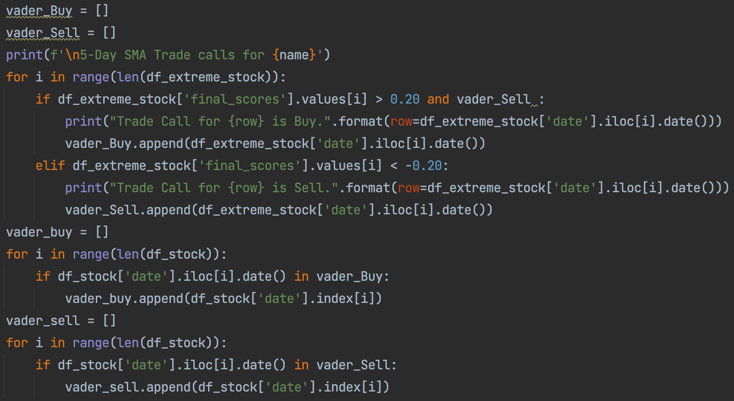 vader_Buy = []
vader_Sell = []
print(f'\n5-Day SMA Trade calls for {name}')
for i in range(len(df_extreme_stock)):
    if df_extreme_stock['final_scores'].values[i] > 0.20 and vader_Sell :
        print("Trade Call for {row} is Buy.".format(row=df_extreme_stock['date'].iloc[i].date()))
        vader_Buy.append(df_extreme_stock['date'].iloc[i].date())
    elif df_extreme_stock['final_scores'].values[i] < -0.20:
        print("Trade Call for {row} is Sell.".format(row=df_extreme_stock['date'].iloc[i].date()))
        vader_Sell.append(df_extreme_stock['date'].iloc[i].date())
vader_buy = []
for i in range(len(df_stock)):
    if df_stock['date'].iloc[i].date() in vader_Buy:
        vader_buy.append(df_stock['date'].index[i])
vader_sell = []
for i in range(len(df_stock)):
    if df_stock['date'].iloc[i].date() in vader_Sell:
        vader_sell.append(df_stock['date'].index[i])